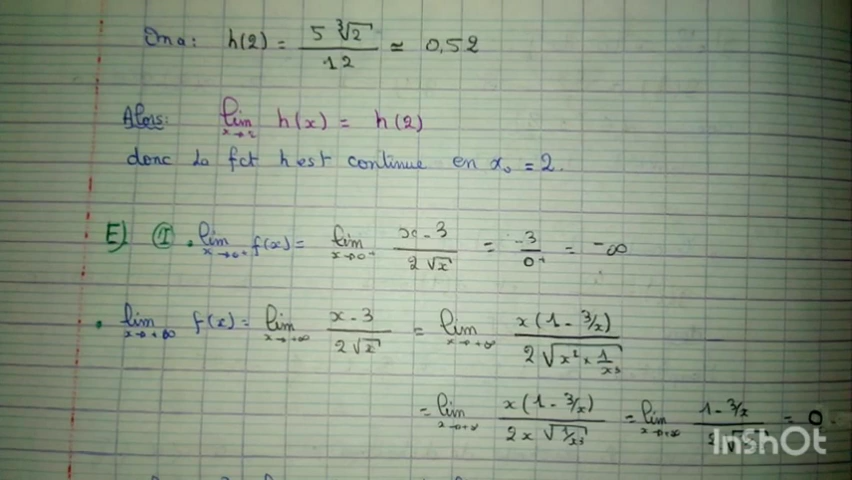 On a: h(2) = 5 ∛2 / 12 ≃ 0,52
Alors: lim x→2 h(x) = h(2)
donc la fct h est continue en x₀ = 2.
E) ① . lim x→0⁺ f(x) = lim x→0⁺ x - 3 / 2√x = -3 / 0⁺ = -∞
• lim x→+∞ f(x) = lim x→+∞ x - 3 / 2√x = lim x→+∞ x(1 - 3/x) / 2√(x² × 1/x³)
= lim x→+∞ x(1 - 3/x) / 2x √(1/x³) = lim x→+∞ 1 - 3/x = 0
InShOt